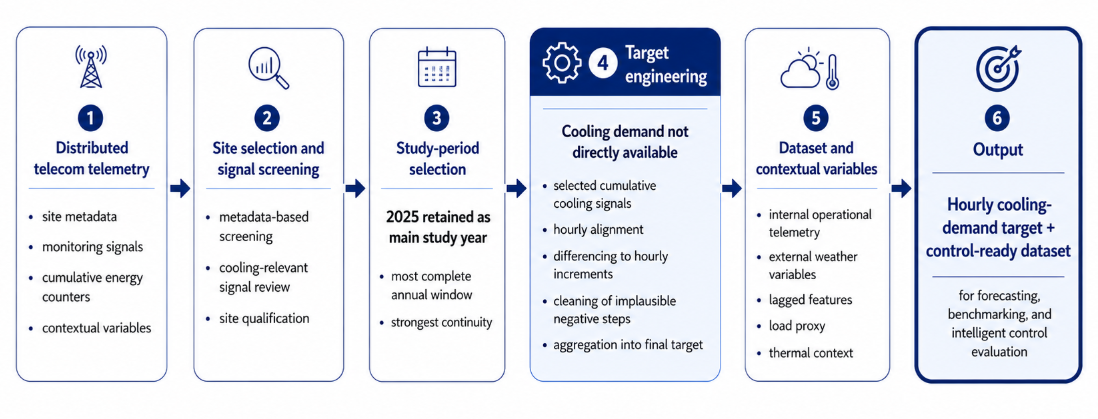 1
Distributed
telecom telemetry
• site metadata
• monitoring signals
• cumulative energy
counters
• contextual variables
2
Site selection and
signal screening
• metadata-based
screening
• cooling-relevant
signal review
• site qualification
3
Study-period
selection
2025 retained as
main study year
• most complete
annual window
• strongest continuity
4
Target
engineering
Cooling demand not
directly available
• selected cumulative
cooling signals
• hourly alignment
• differencing to hourly
increments
• cleaning of implausible
negative steps
• aggregation into final target
5
Dataset and
contextual variables
• internal operational
telemetry
• external weather
variables
• lagged features
• load proxy
• thermal context
6
Output
Hourly cooling-
demand target +
control-ready dataset
for forecasting,
benchmarking, and
intelligent control
evaluation